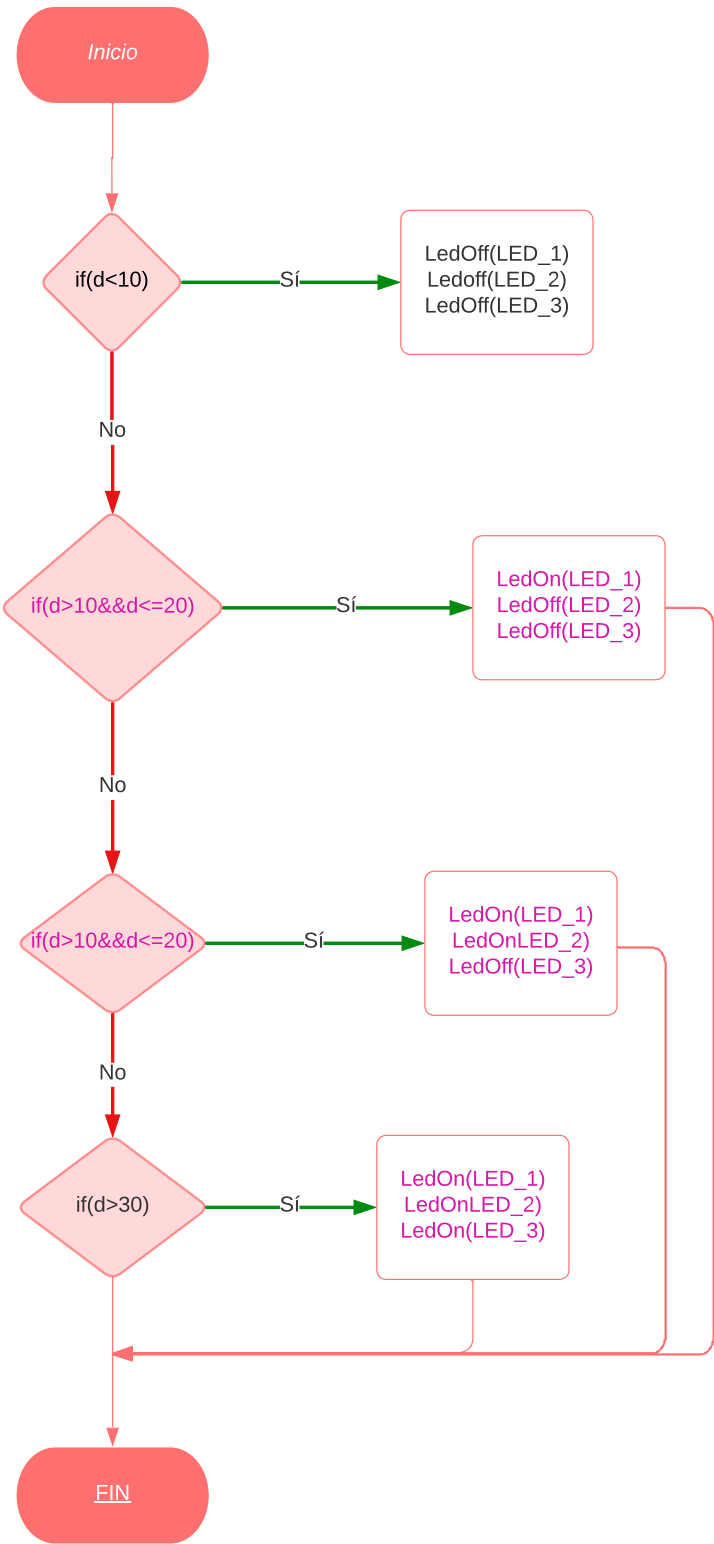 Inicio
if(d<10)
Sí
LedOff(LED_1)
Ledoff(LED_2)
LedOff(LED_3)
No
if(d>10&&d<=20)
Sí
LedOn(LED_1)
LedOff(LED_2)
LedOff(LED_3)
No
if(d>10&&d<=20)
Sí
LedOn(LED_1)
LedOnLED_2)
LedOff(LED_3)
No
if(d>30)
Sí
LedOn(LED_1)
LedOnLED_2)
LedOn(LED_3)
FIN